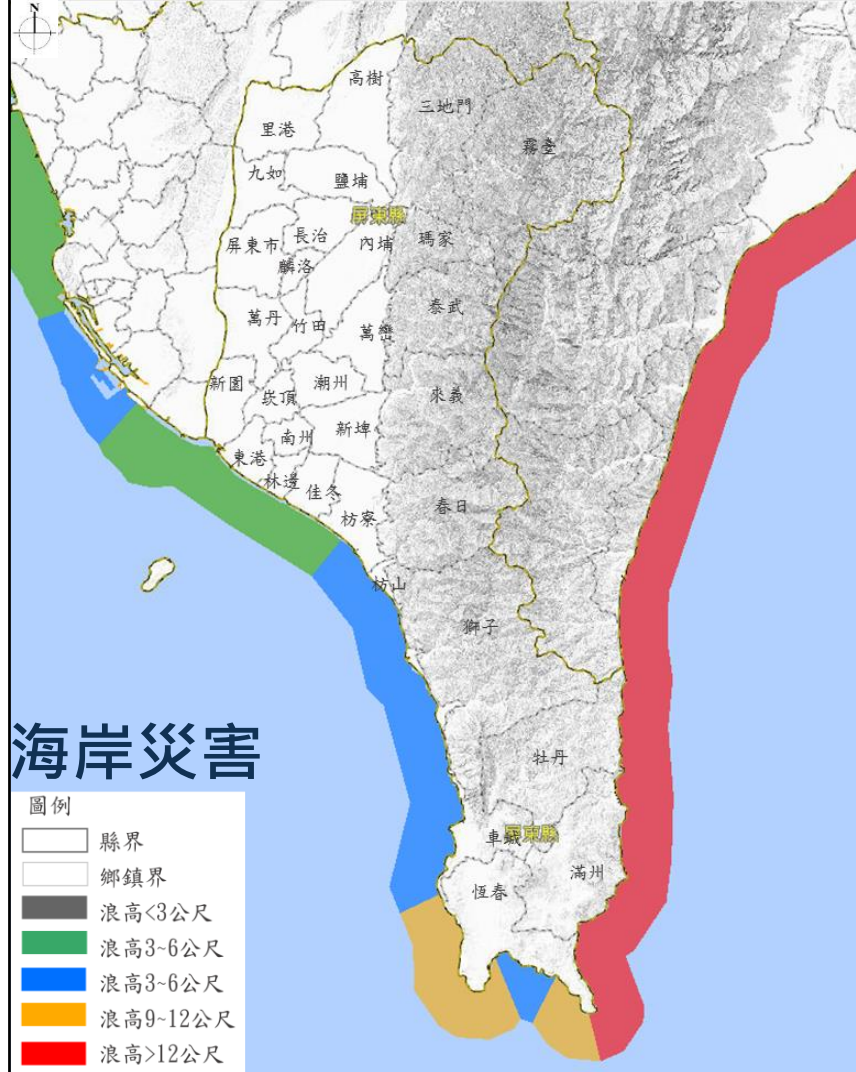 N
高樹
三地門
里港
霧臺
九如
鹽埔
屏東縣
長治
屏東市
內埔
瑪家
麟洛
泰武
萬丹
竹田
萬巒
新園
潮州
來義
崁頂
南州
新埤
東港
林邊
佳冬
春日
枋寮
枋山
獅子
牡丹
車城
屏東縣
滿州
恆春
海岸災害
圖例
縣界
鄉鎮界
浪高<3公尺
浪高3~6公尺
浪高3~6公尺
浪高9~12公尺
浪高>12公尺